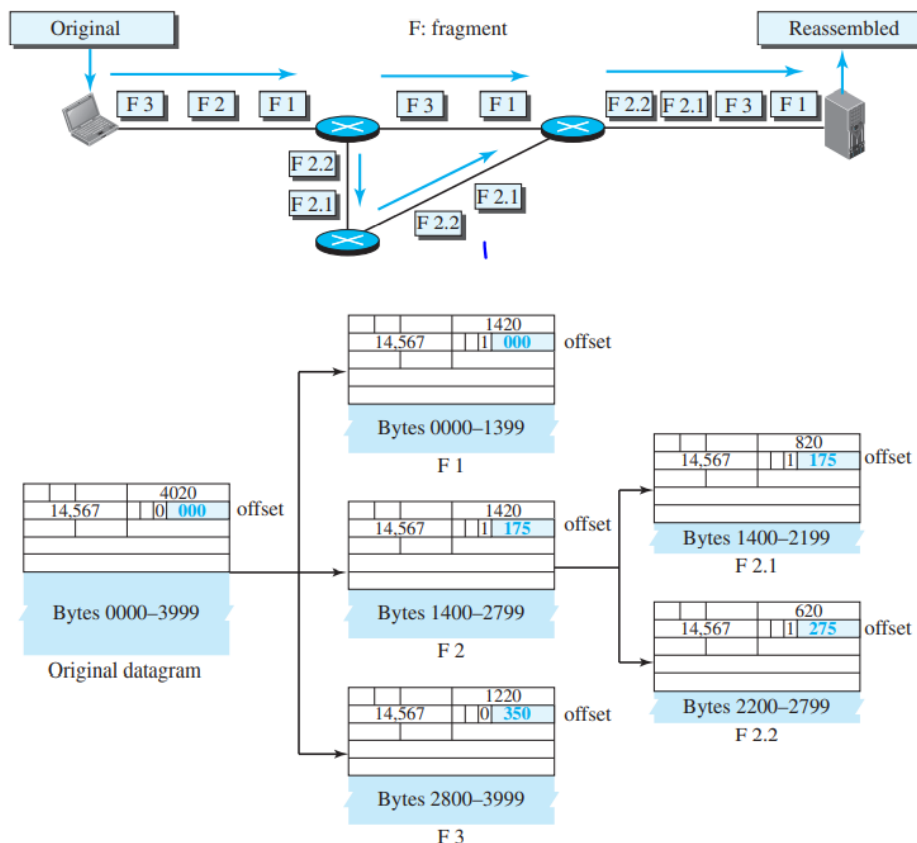 Original
F: fragment
Reassembled
F 3 F 2 F 1 F 3 F 1 F 2.2 F 2.1 F 3 F 1
F 2.2
F 2.1
F 2.1
F 2.2
4020
14,567 0 000 offset
Bytes 0000–3999
Original datagram
1420
14,567 1 000 offset
Bytes 0000–1399
F 1
1420
14,567 1 175 offset
Bytes 1400–2799
F 2
1220
14,567 0 350 offset
Bytes 2800–3999
F 3
820
14,567 1 175 offset
Bytes 1400–2199
F 2.1
620
14,567 1 275 offset
Bytes 2200–2799
F 2.2